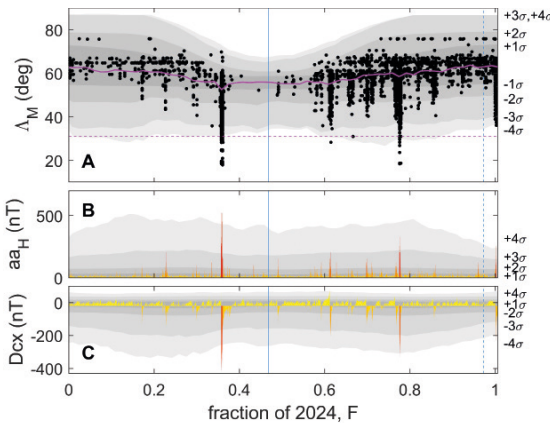 +3σ,+4σ
+2σ
+1σ
-1σ
-2σ
-3σ
-4σ
80
60
40
20
Λ_M (deg)
A
B
500
0
aa_H (nT)
+4σ
+3σ
+2σ
+1σ
0
-200
-400
Dcx (nT)
C
+4σ
+1σ
-2σ
-3σ
-4σ
0 0.2 0.4 0.6 0.8 1
fraction of 2024, F